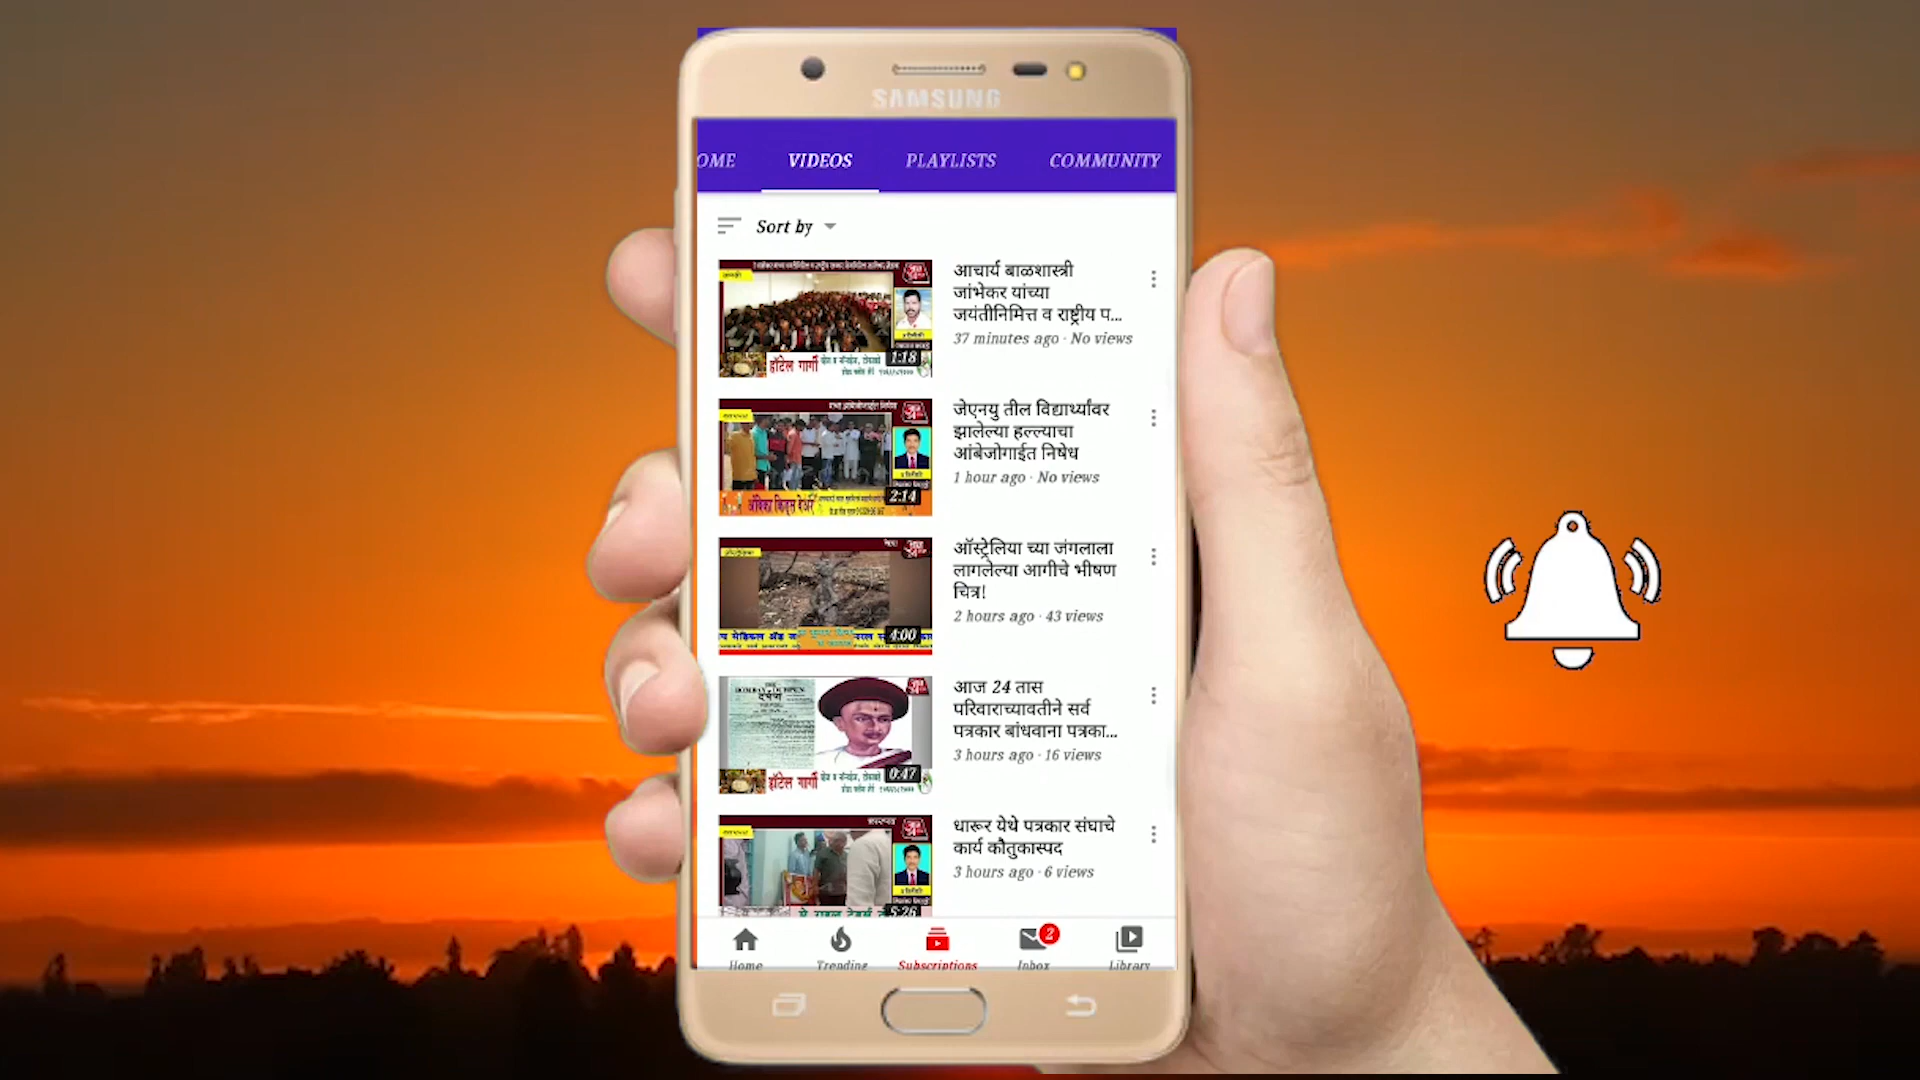 SAMSUNG
OME VIDEOS PLAYLISTS COMMUNITY
Sort by
आचार्य बाळशास्त्री
जांभेकर यांच्या
जयंतीनिमित्त व राष्ट्रीय प...
37 minutes ago · No views
हॉटेल गार्गी
1:18
जेएनयु तील विद्यार्थ्यांवर
झालेल्या हल्ल्याचा
आंबेजोगाईत निषेध
1 hour ago · No views
2:14
ऑस्ट्रेलिया च्या जंगलाला
लागलेल्या आगीचे भीषण
चित्र!
2 hours ago · 43 views
4:00
आज 24 तास
परिवाराच्यावतीने सर्व
पत्रकार बांधवाना पत्रका...
3 hours ago · 16 views
हॉटेल गार्गी
0:47
धारूर येथे पत्रकार संघाचे
कार्य कौतुकास्पद
3 hours ago · 6 views
5:26
2
Home Trending Subscriptions Inbox Library